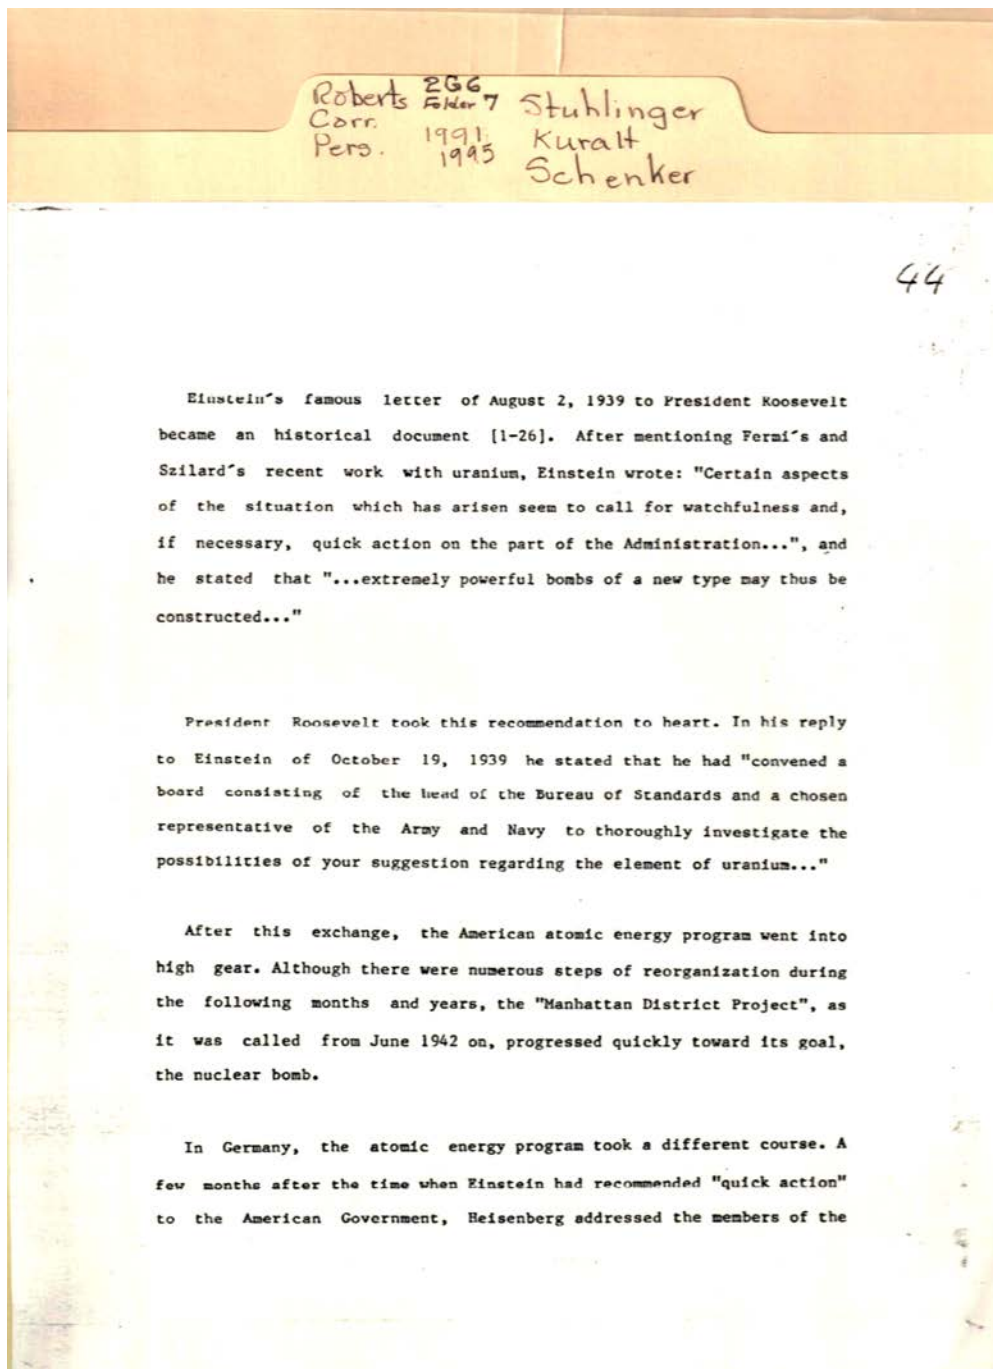 Roberts 2G6 Folder 7 Stuhlinger
Corr. 1991 Kuralt
Pers. 1995 Schenker
44
Einstein's famous letter of August 2, 1939 to President Roosevelt
became an historical document [1-26]. After mentioning Fermi's and
Szilard's recent work with uranium, Einstein wrote: "Certain aspects
of the situation which has arisen seem to call for watchfulness and,
if necessary, quick action on the part of the Administration...", and
he stated that "...extremely powerful bombs of a new type may thus be
constructed..."
President Roosevelt took this recommendation to heart. In his reply
to Einstein of October 19, 1939 he stated that he had "convened a
board consisting of the head of the Bureau of Standards and a chosen
representative of the Army and Navy to thoroughly investigate the
possibilities of your suggestion regarding the element of uranium..."
After this exchange, the American atomic energy program went into
high gear. Although there were numerous steps of reorganization during
the following months and years, the "Manhattan District Project", as
it was called from June 1942 on, progressed quickly toward its goal,
the nuclear bomb.
In Germany, the atomic energy program took a different course. A
few months after the time when Einstein had recommended "quick action"
to the American Government, Heisenberg addressed the members of the